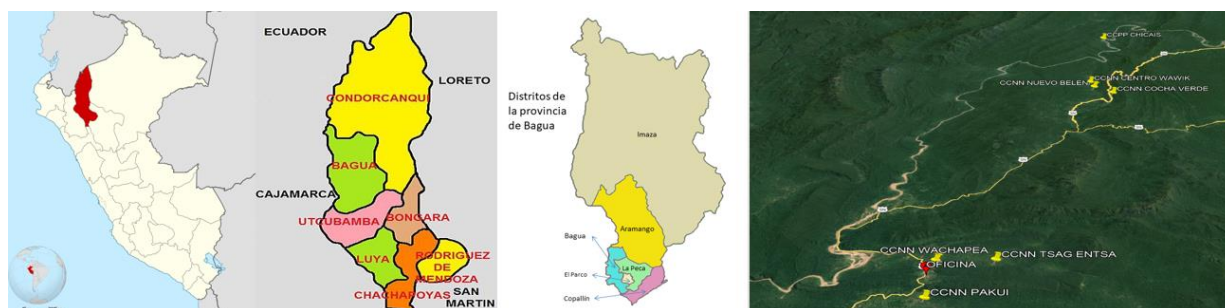 ECUADOR
LORETO
CONDORCANQUI
BAGUA
CAJAMARCA
UTCUBAMBA
BONGARA
LUYA
RODRIGUEZ
DE
MENDOZA
CHACHAPOYAS
SAN
MARTIN
Distritos de
la provincia
de Bagua
Imaza
Aramango
Bagua
La Peca
El Parco
Copallín
CCPP CHICAIS
CCNN CENTRO WAWIK
CCNN NUEVO BELEN
CCNN COCHA VERDE
CCNN WACHAPEA
CCNN TSAG ENTSA
OFICINA
CCNN PAKUI